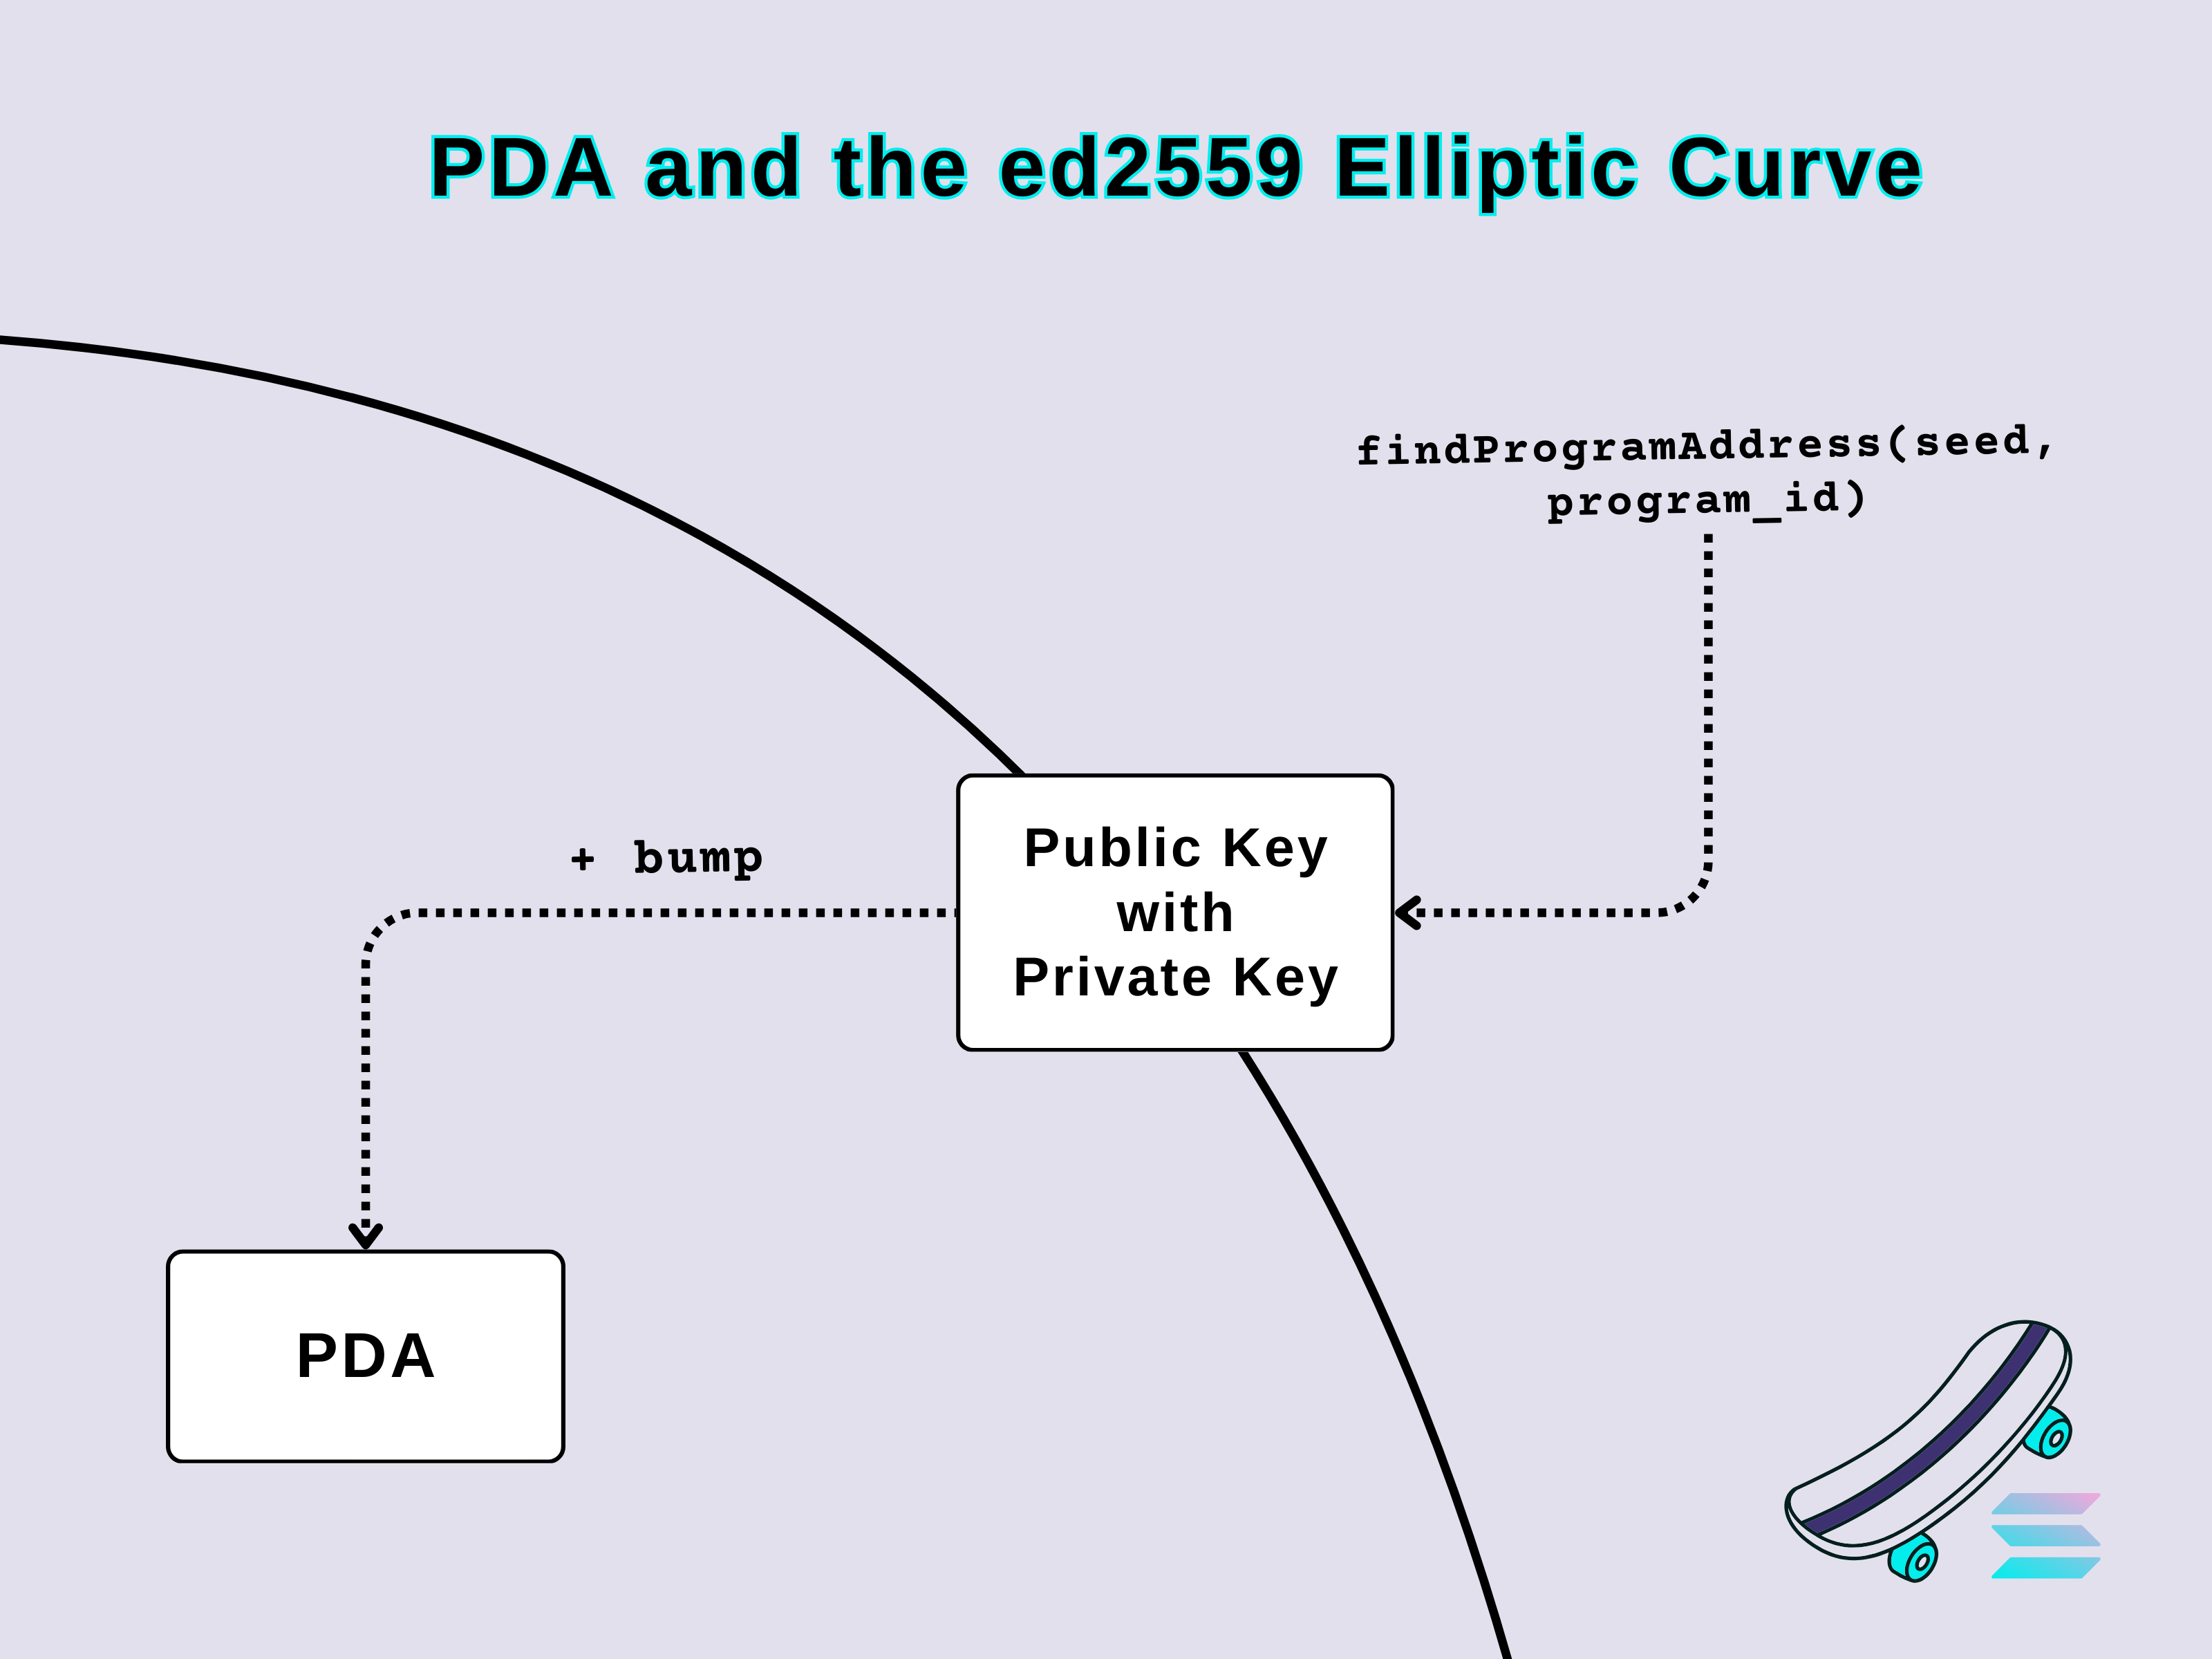 PDA and the ed2559 Elliptic Curve
findProgramAddress(seed,
program_id)
+ bump
Public Key
with
Private Key
PDA